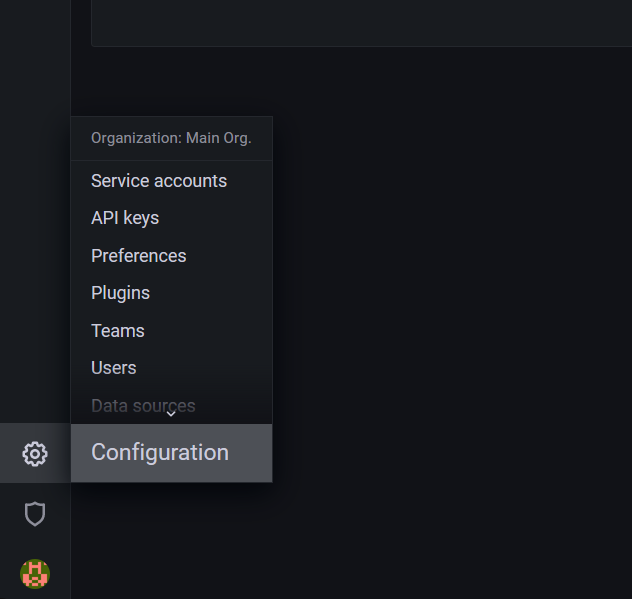 Organization: Main Org.
Service accounts
API keys
Preferences
Plugins
Teams
Users
Data sources
Configuration